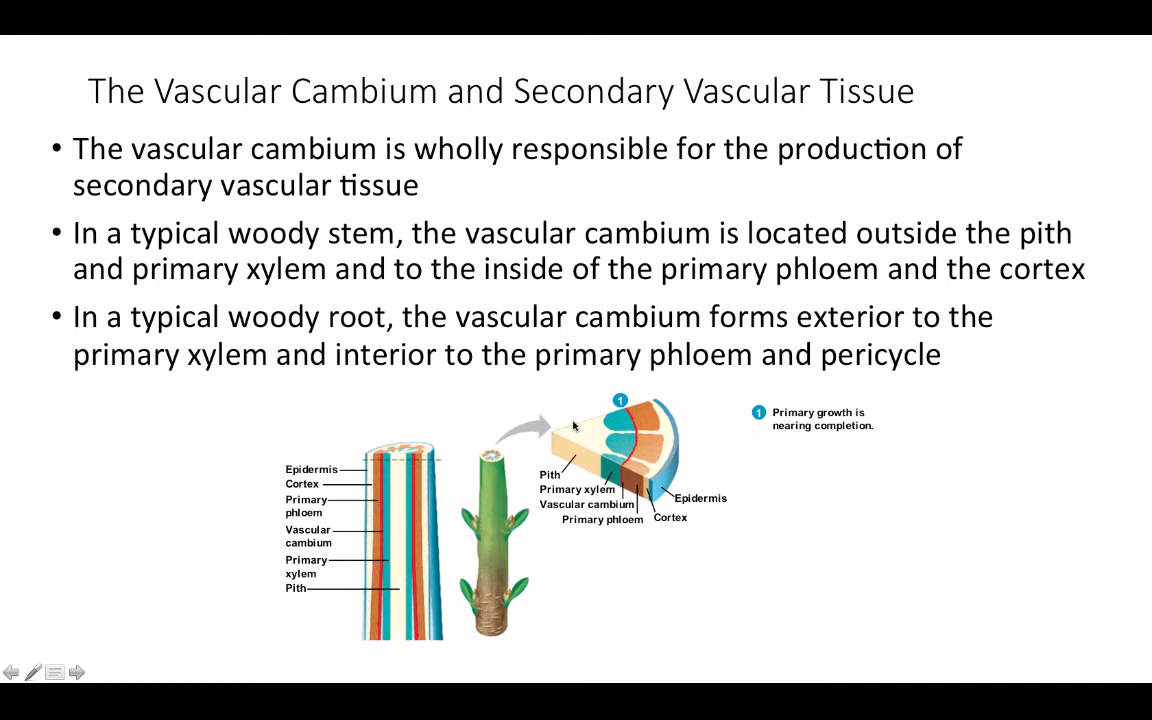 The Vascular Cambium and Secondary Vascular Tissue
• The vascular cambium is wholly responsible for the production of
secondary vascular tissue
• In a typical woody stem, the vascular cambium is located outside the pith
and primary xylem and to the inside of the primary phloem and the cortex
• In a typical woody root, the vascular cambium forms exterior to the
primary xylem and interior to the primary phloem and pericycle
Epidermis
Cortex
Primary
phloem
Vascular
cambium
Primary
xylem
Pith
1
Pith
Primary xylem
Vascular cambium
Primary phloem
Epidermis
Cortex
1 Primary growth is
nearing completion.